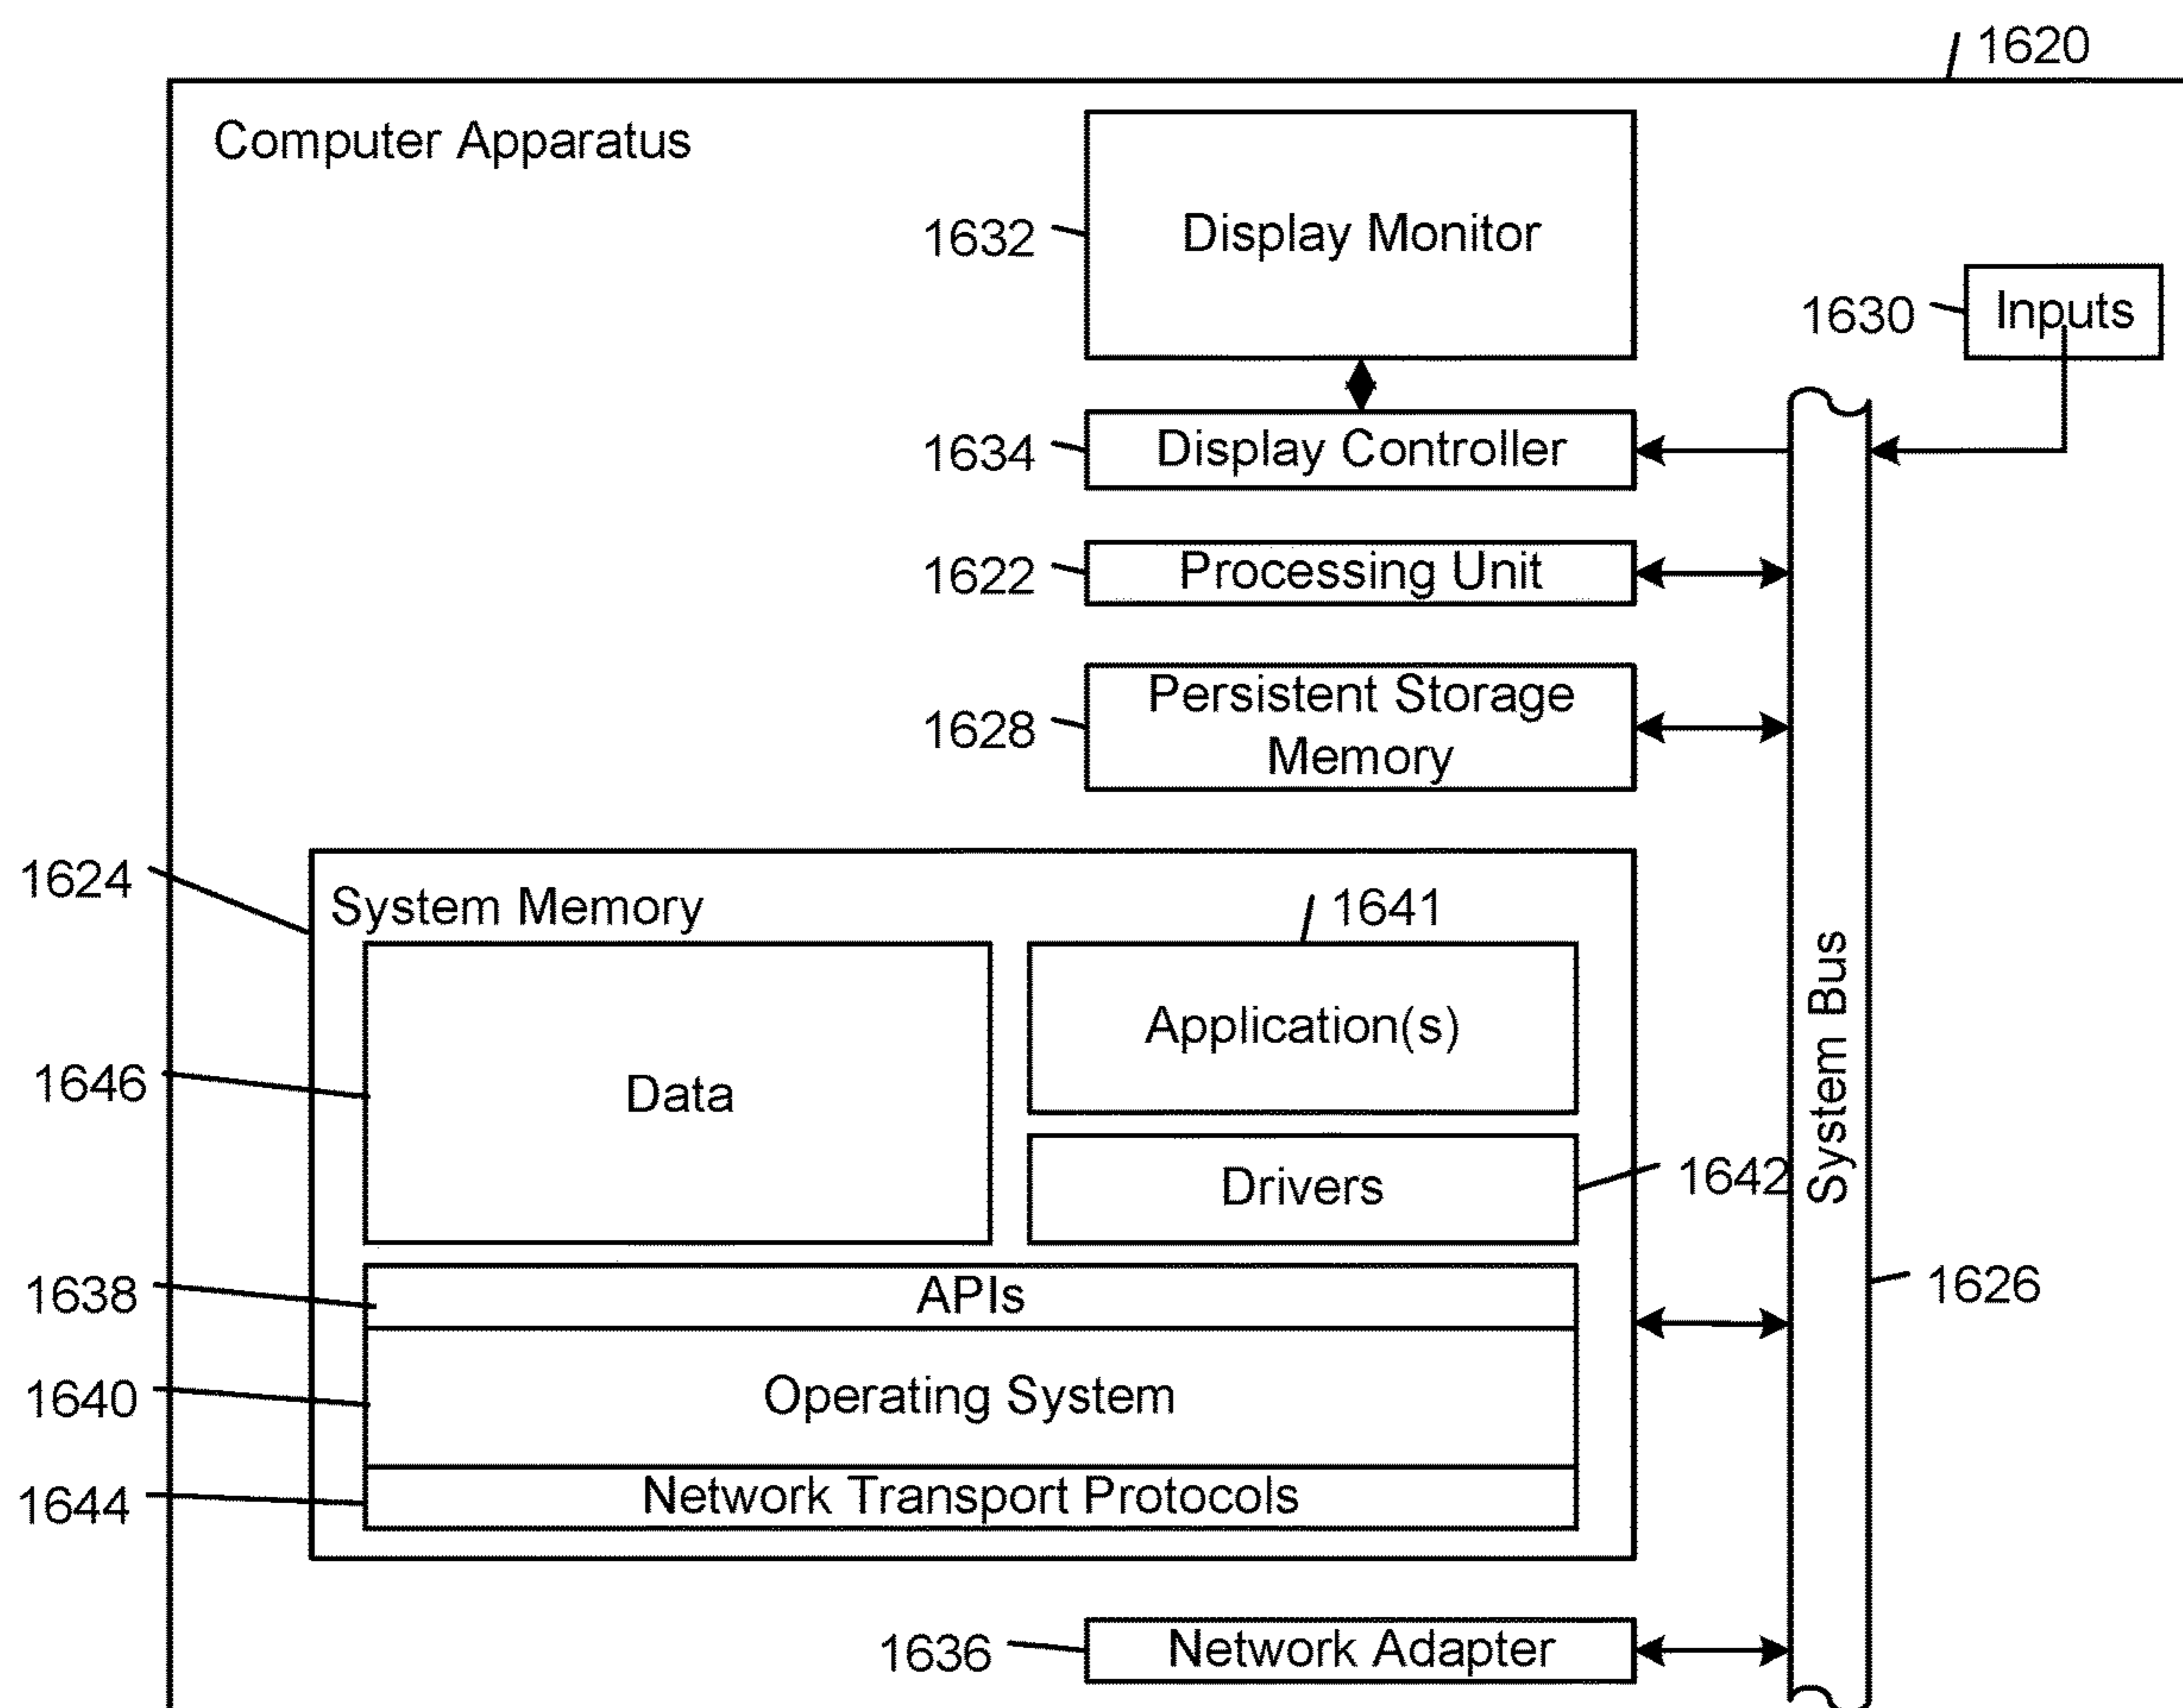 1620
Computer Apparatus
1632
Display Monitor
1630
Inputs
1634
Display Controller
1622
Processing Unit
1628
Persistent Storage
Memory
1624
System Memory
1641
Application(s)
1646
Data
1642
Drivers
System Bus
1638
APIs
1626
1640
Operating System
1644
Network Transport Protocols
1636
Network Adapter